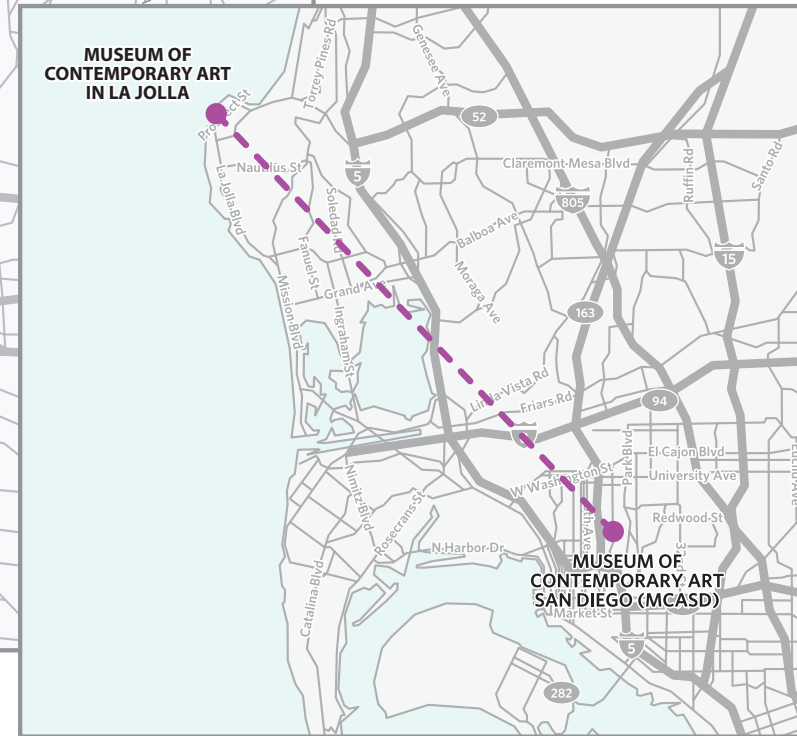 MUSEUM OF
CONTEMPORARY ART
IN LA JOLLA
Prospect St
Torrey Pines Rd
Genesee Ave
52
5
Nautilus St
La Jolla Blvd
Soledad Rd
Claremont Mesa Blvd
Ruffin Rd
Santo Rd
805
Balboa Ave
15
Fanuel St
Grand Ave
Moraga Ave
Mission Blvd
Ingraham St
163
Linda Vista Rd
Friars Rd
94
Park Blvd
El Cajon Blvd
University Ave
W Washington St
Nimitz Blvd
Rosecrans St
Redwood St
N Harbor Dr
MUSEUM OF
CONTEMPORARY ART
SAN DIEGO (MCASD)
Market St
Catalina Blvd
5
282